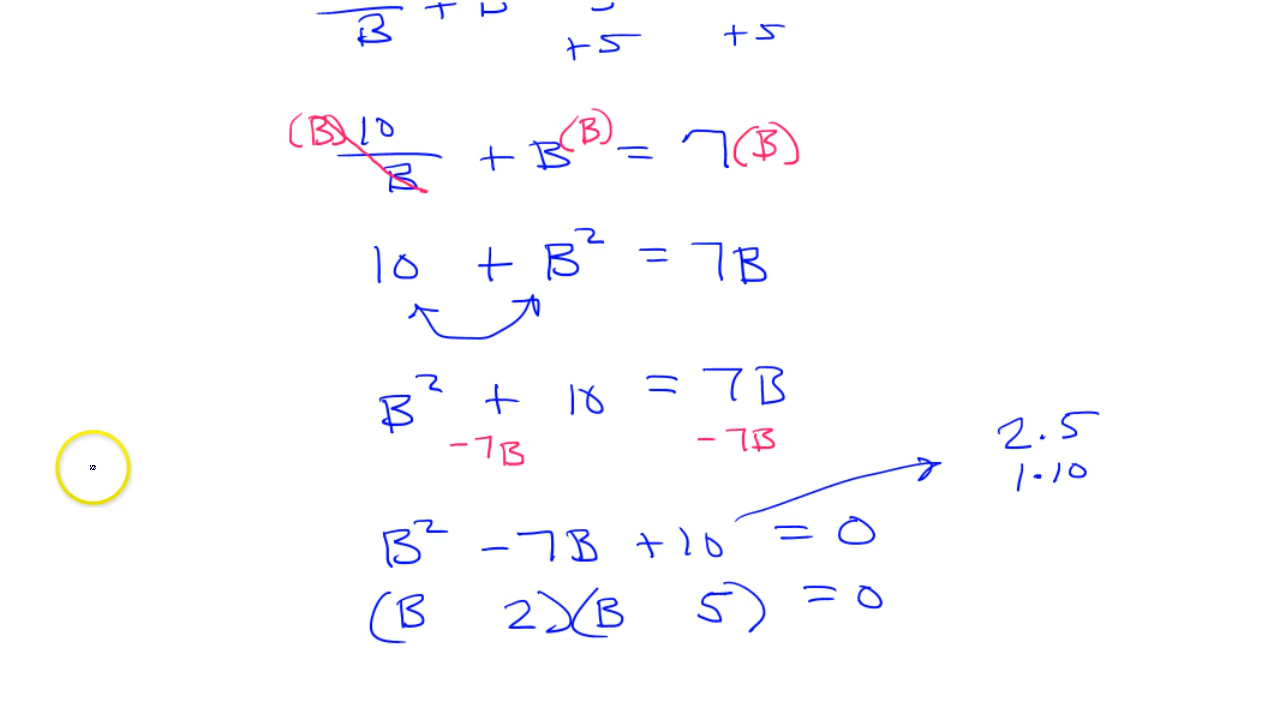 B +
+5 +5
(B) 10 / B + B(B) = 7(B)
10 + B² = 7B
B² + 10 = 7B
-7B -7B
2·5
1·10
B² - 7B + 10 = 0
(B 2)(B 5) = 0